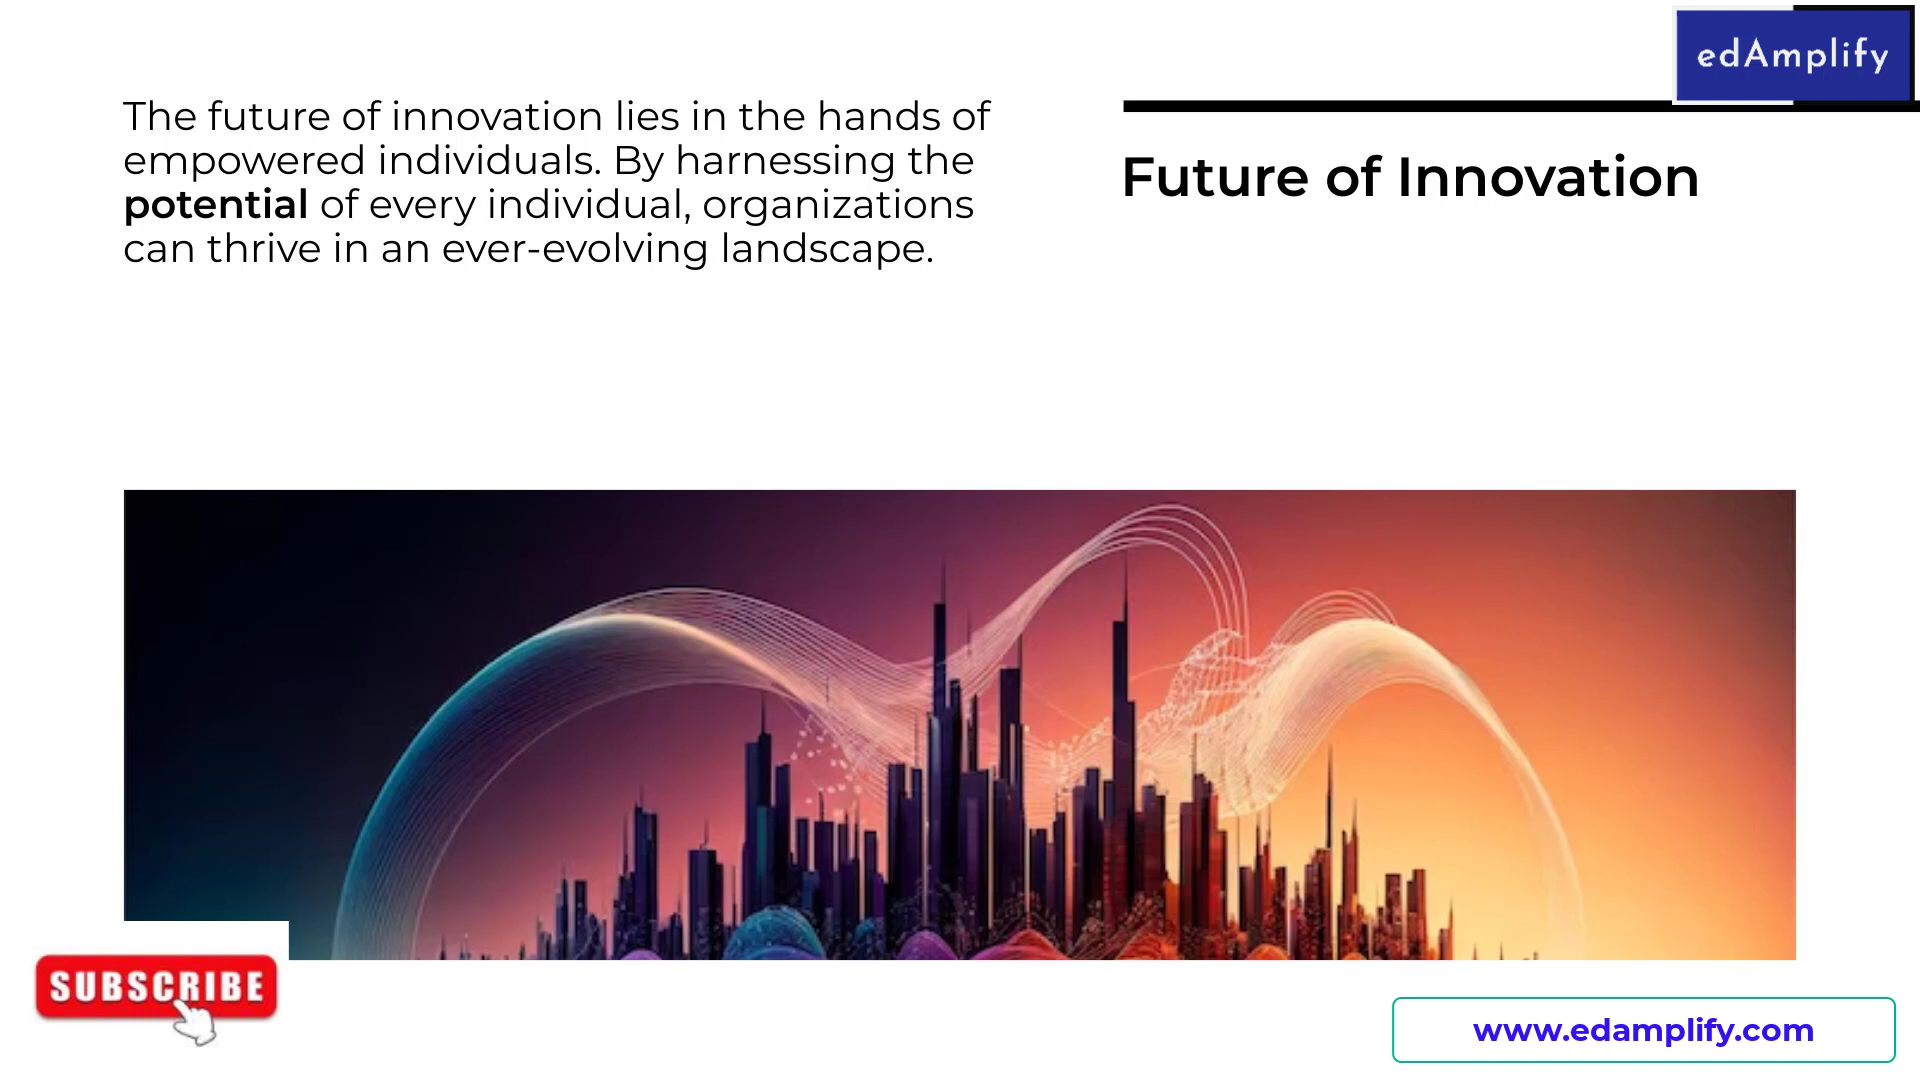 edAmplify
The future of innovation lies in the hands of
empowered individuals. By harnessing the
potential of every individual, organizations
can thrive in an ever-evolving landscape.
Future of Innovation
SUBSCRIBE
www.edamplify.com